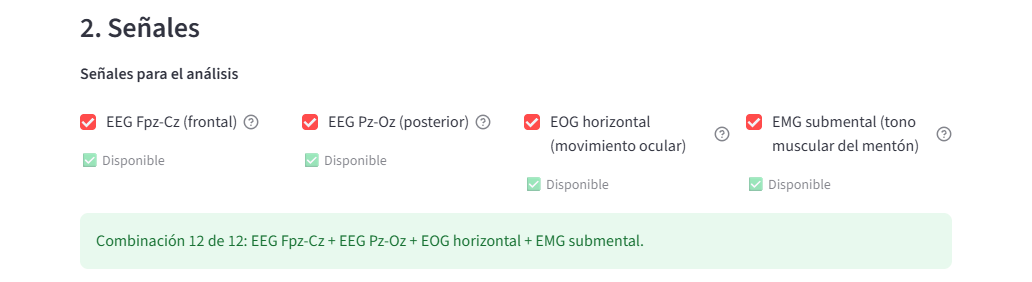 2. Señales
Señales para el análisis
EEG Fpz-Cz (frontal)
Disponible
EEG Pz-Oz (posterior)
Disponible
EOG horizontal
(movimiento ocular)
Disponible
EMG submental (tono
muscular del mentón)
Disponible
Combinación 12 de 12: EEG Fpz-Cz + EEG Pz-Oz + EOG horizontal + EMG submental.